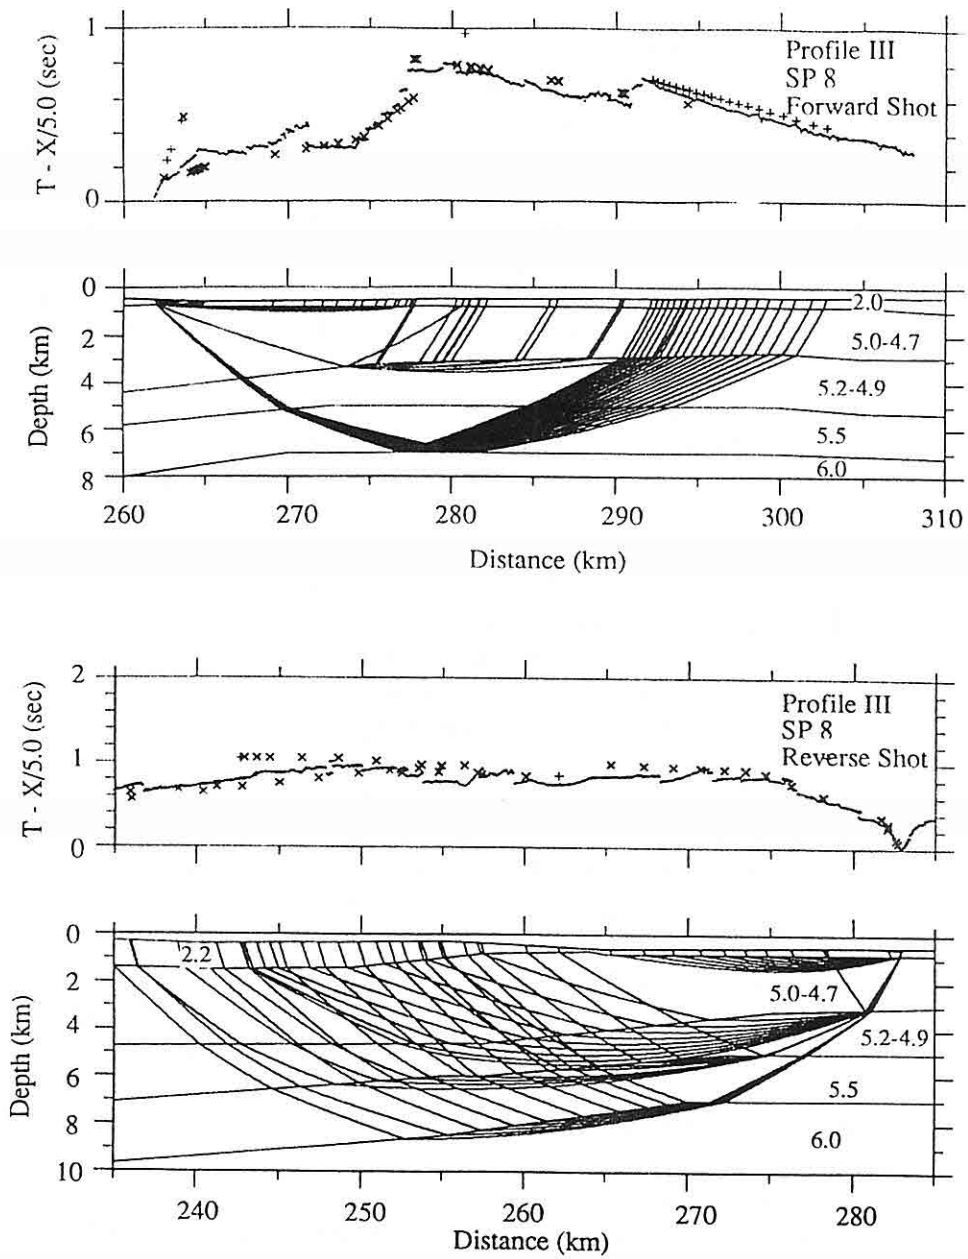 T - X/5.0 (sec)
1
0
Profile III
SP 8
Forward Shot
Depth (km)
0
2
4
6
8
2.0
5.0-4.7
5.2-4.9
5.5
6.0
260 270 280 290 300 310
Distance (km)
T - X/5.0 (sec)
2
1
0
Profile III
SP 8
Reverse Shot
Depth (km)
0
2
4
6
8
10
2.2
5.0-4.7
5.2-4.9
5.5
6.0
240 250 260 270 280
Distance (km)